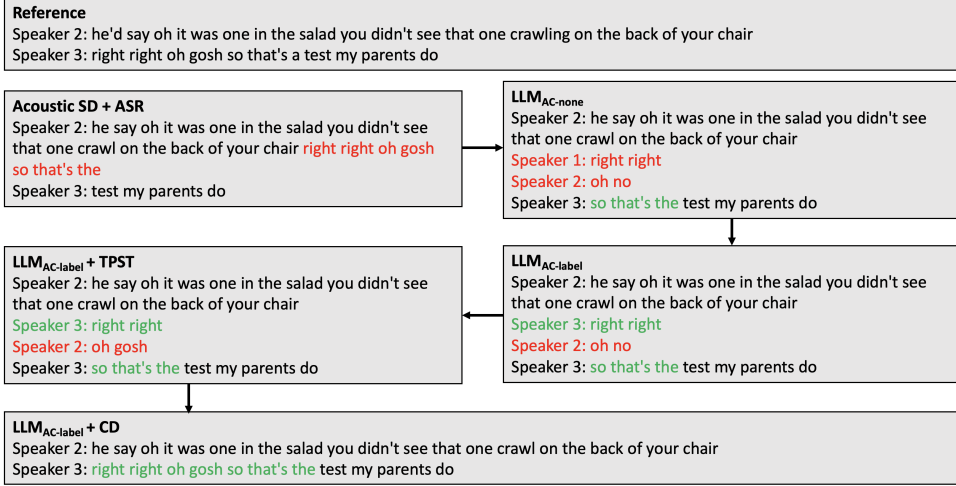 Reference
Speaker 2: he'd say oh it was one in the salad you didn't see that one crawling on the back of your chair
Speaker 3: right right oh gosh so that's a test my parents do
Acoustic SD + ASR
Speaker 2: he say oh it was one in the salad you didn't see
that one crawl on the back of your chair right right oh gosh
so that's the
Speaker 3: test my parents do
LLM AC-none
Speaker 2: he say oh it was one in the salad you didn't see
that one crawl on the back of your chair
Speaker 1: right right
Speaker 2: oh no
Speaker 3: so that's the test my parents do
LLM AC-label
Speaker 2: he say oh it was one in the salad you didn't see
that one crawl on the back of your chair
Speaker 3: right right
Speaker 2: oh no
Speaker 3: so that's the test my parents do
LLM AC-label + TPST
Speaker 2: he say oh it was one in the salad you didn't see
that one crawl on the back of your chair
Speaker 3: right right
Speaker 2: oh gosh
Speaker 3: so that's the test my parents do
LLM AC-label + CD
Speaker 2: he say oh it was one in the salad you didn't see that one crawl on the back of your chair
Speaker 3: right right oh gosh so that's the test my parents do